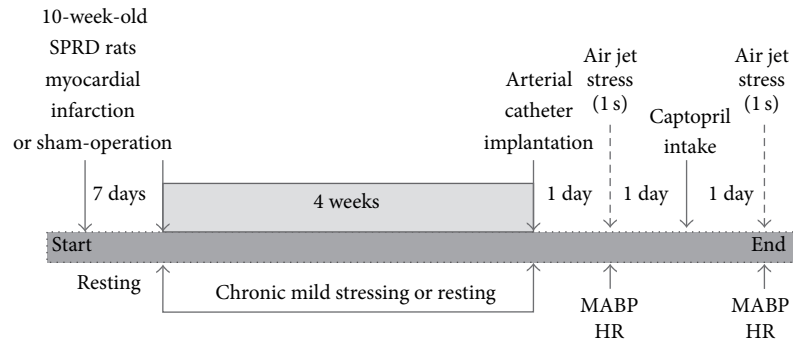 10-week-old
SPRD rats
myocardial
infarction
or sham-operation
7 days
4 weeks
Arterial
catheter
implantation
1 day
Air jet
stress
(1 s)
1 day
Captopril
intake
1 day
Air jet
stress
(1 s)
Start
End
Resting
Chronic mild stressing or resting
MABP
HR
MABP
HR